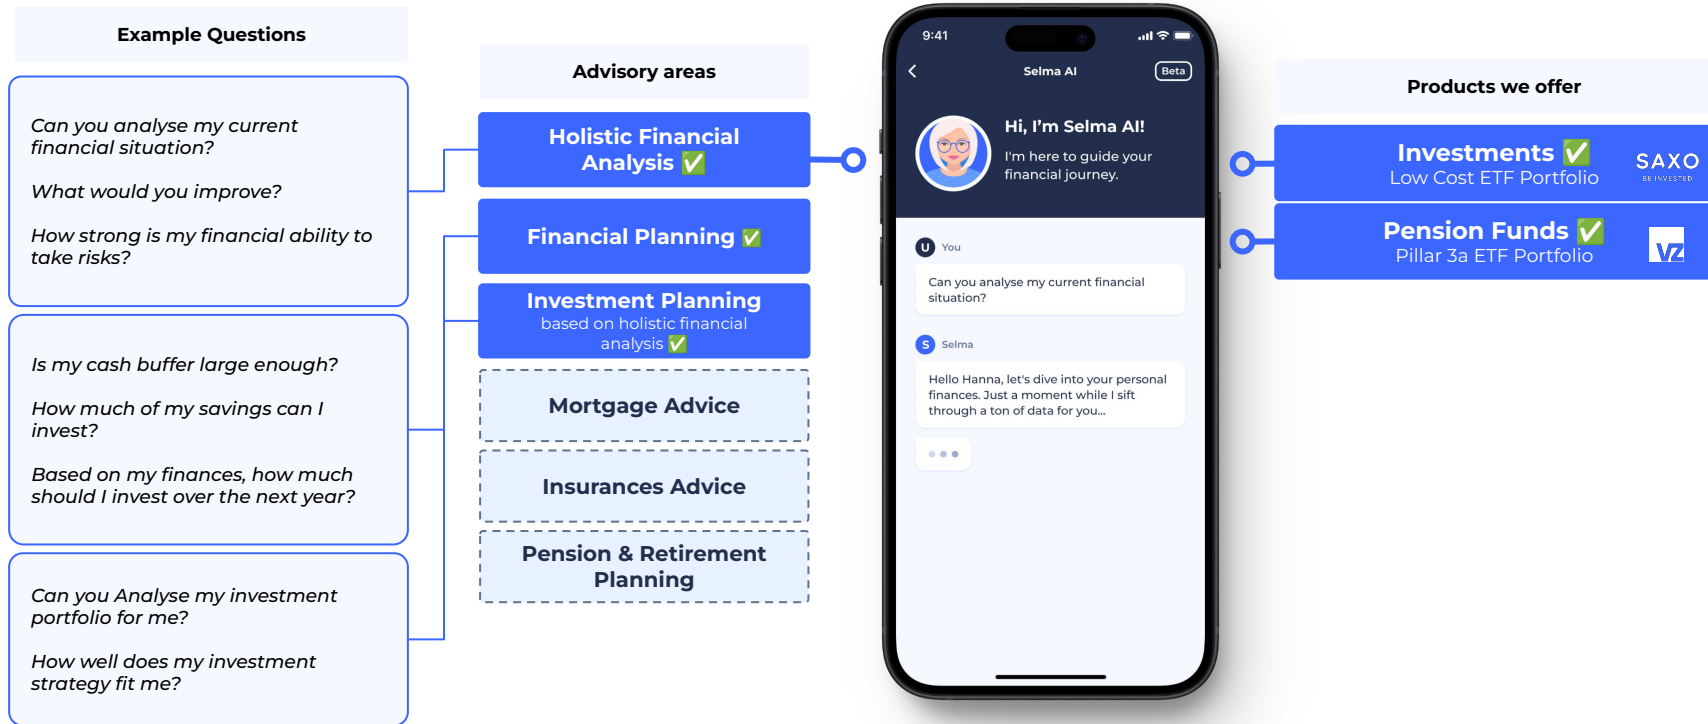 Example Questions
Can you analyse my current
financial situation?
What would you improve?
How strong is my financial ability to
take risks?
Is my cash buffer large enough?
How much of my savings can I
invest?
Based on my finances, how much
should I invest over the next year?
Can you Analyse my investment
portfolio for me?
How well does my investment
strategy fit me?
Advisory areas
Holistic Financial
Analysis ✅
Financial Planning ✅
Investment Planning
based on holistic financial
analysis ✅
Mortgage Advice
Insurances Advice
Pension & Retirement
Planning
9:41
Selma AI
Beta
Hi, I'm Selma AI!
I'm here to guide your
financial journey.
U You
Can you analyse my current financial
situation?
S Selma
Hello Hanna, let's dive into your personal
finances. Just a moment while I sift
through a ton of data for you...
Products we offer
Investments ✅
Low Cost ETF Portfolio
SAXO
BE INVESTED
Pension Funds ✅
Pillar 3a ETF Portfolio
VZ